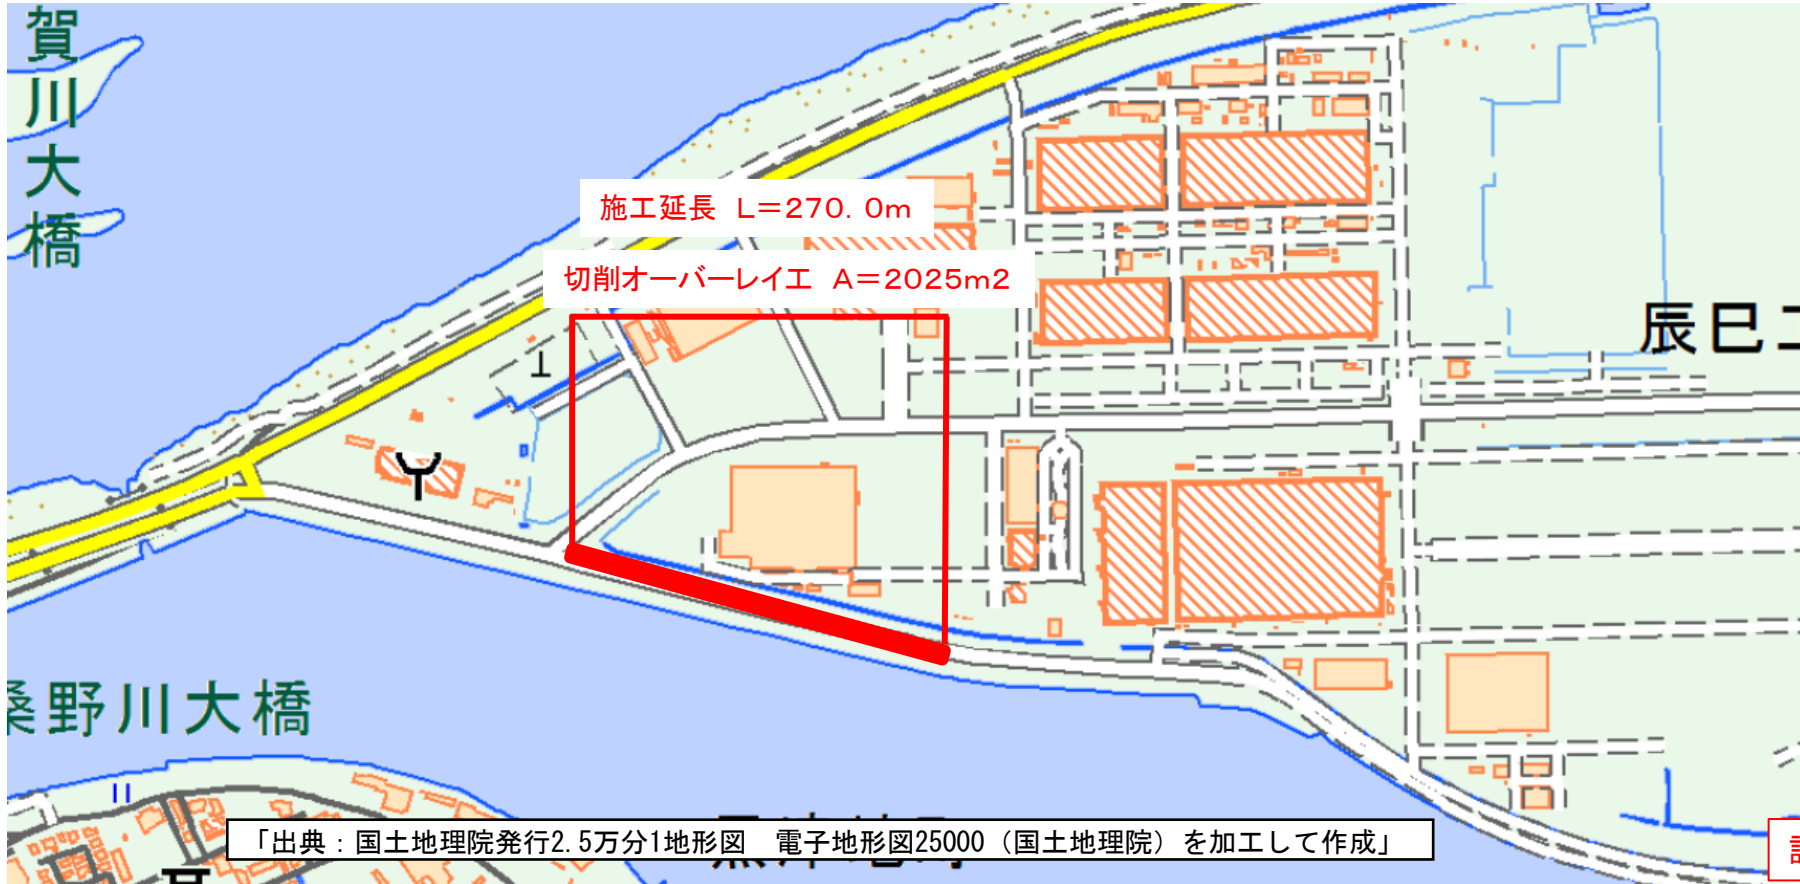 賀川大橋
施工延長 L＝270．0m
切削オーバーレイ工 A＝2025m2
辰巳
野川大橋
「出典：国土地理院発行2.5万分1地形図 電子地形図25000（国土地理院）を加工して作成」